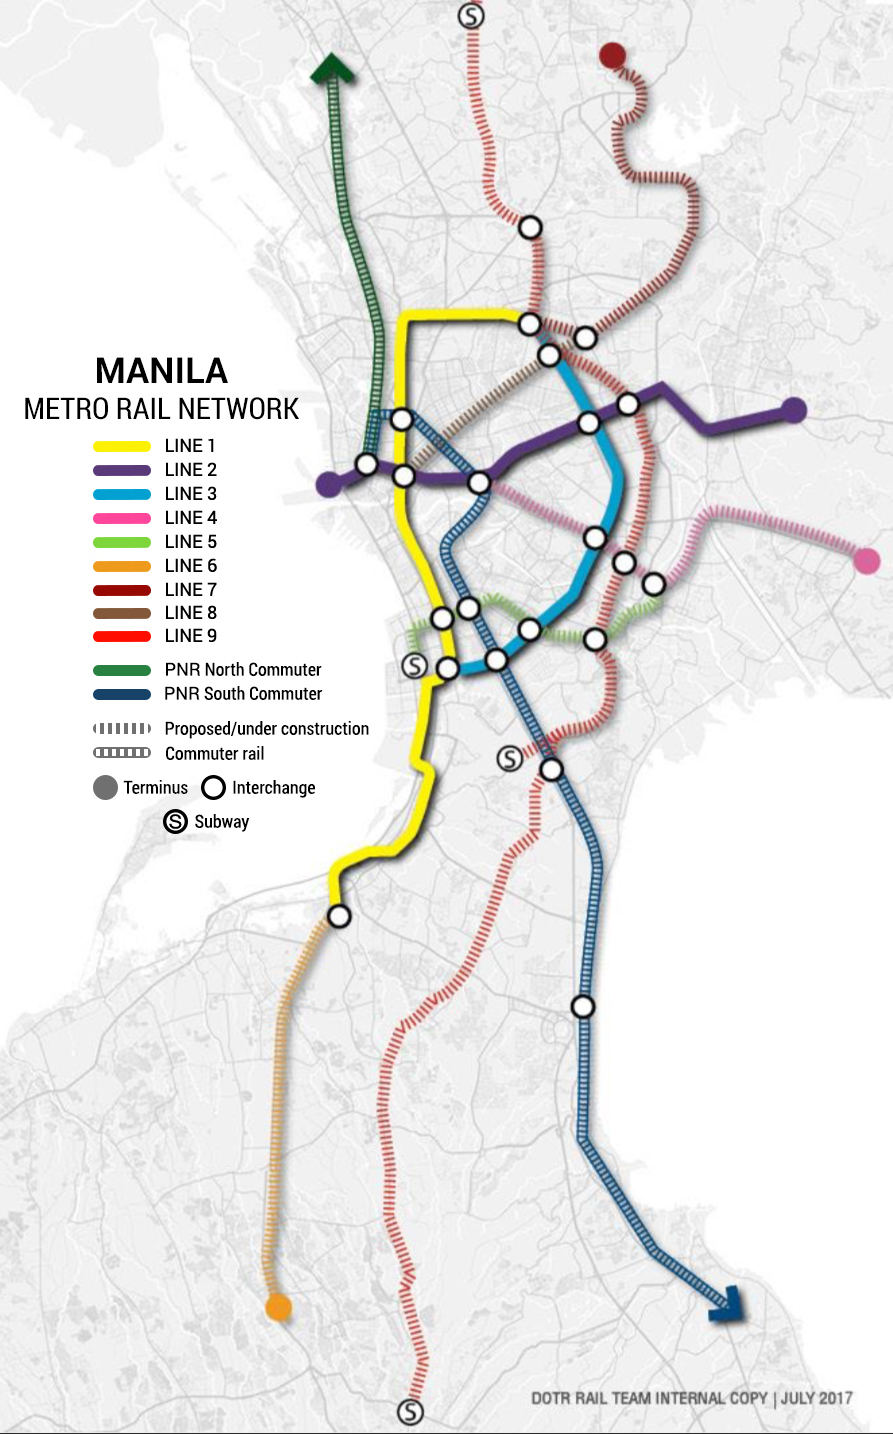 S
MANILA
METRO RAIL NETWORK
LINE 1
LINE 2
LINE 3
LINE 4
LINE 5
LINE 6
LINE 7
LINE 8
LINE 9
S
PNR North Commuter
PNR South Commuter
Proposed/under construction
Commuter rail
S
Terminus
Interchange
S Subway
DOTR RAIL TEAM INTERNAL COPY | JULY 2017
S